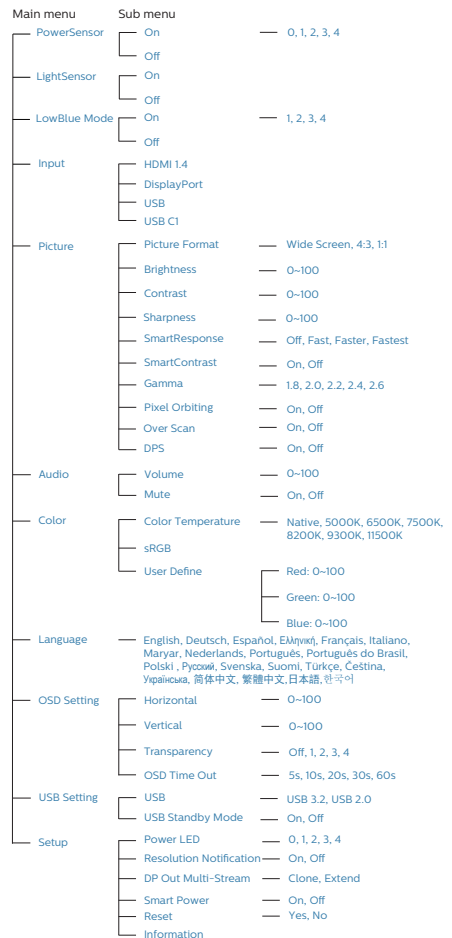 Main menu Sub menu
PowerSensor On 0, 1, 2, 3, 4
Off
LightSensor On
Off
LowBlue Mode On 1, 2, 3, 4
Off
Input HDMI 1.4
DisplayPort
USB
USB C1
Picture Picture Format Wide Screen, 4:3, 1:1
Brightness 0~100
Contrast 0~100
Sharpness 0~100
SmartResponse Off, Fast, Faster, Fastest
SmartContrast On, Off
Gamma 1.8, 2.0, 2.2, 2.4, 2.6
Pixel Orbiting On, Off
Over Scan On, Off
DPS On, Off
Audio Volume 0~100
Mute On, Off
Color Color Temperature Native, 5000K, 6500K, 7500K,
8200K, 9300K, 11500K
sRGB
User Define Red: 0~100
Green: 0~100
Blue: 0~100
Language English, Deutsch, Español, Ελληνική, Français, Italiano,
Maryar, Nederlands, Português, Português do Brasil,
Polski , Русский, Svenska, Suomi, Türkçe, Čeština,
Українська, 简体中文, 繁體中文,日本語,한국어
OSD Setting Horizontal 0~100
Vertical 0~100
Transparency Off, 1, 2, 3, 4
OSD Time Out 5s, 10s, 20s, 30s, 60s
USB Setting USB USB 3.2, USB 2.0
USB Standby Mode On, Off
Setup Power LED 0, 1, 2, 3, 4
Resolution Notification On, Off
DP Out Multi-Stream Clone, Extend
Smart Power On, Off
Reset Yes, No
Information